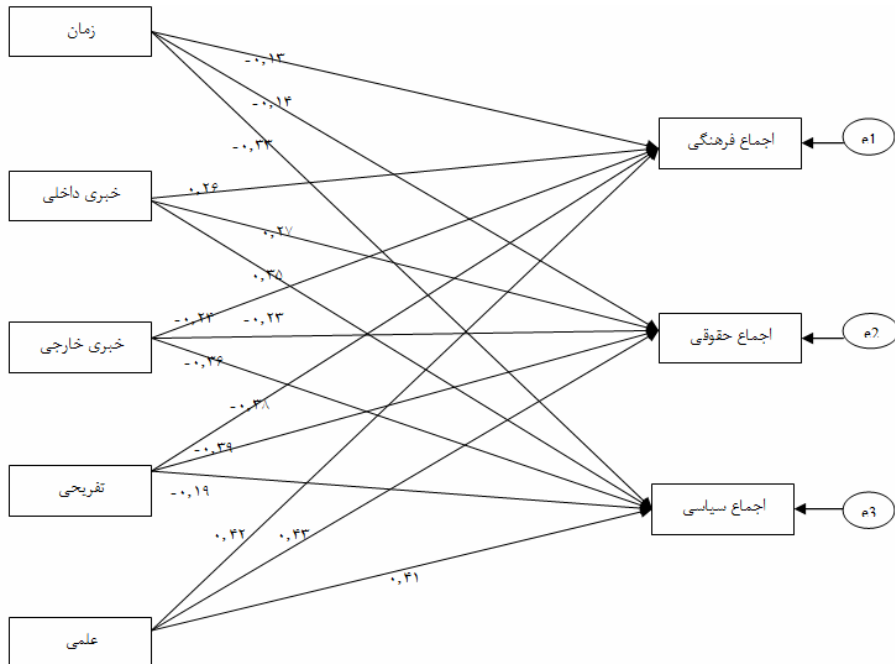 زمان
-۰,۱۳
-۰,۱۴
اجماع فرهنگی
e1
-۰,۳۳
خبری داخلی
۰,۲۶
۰,۲۷
۰,۳۵
خبری خارجی
-۰,۲۴
-۰,۲۳
اجماع حقوقی
e2
-۰,۳۶
-۰,۳۸
-۰,۳۹
تفریحی
-۰,۱۹
اجماع سیاسی
e3
۰,۴۲
۰,۴۳
۰,۴۱
علمی